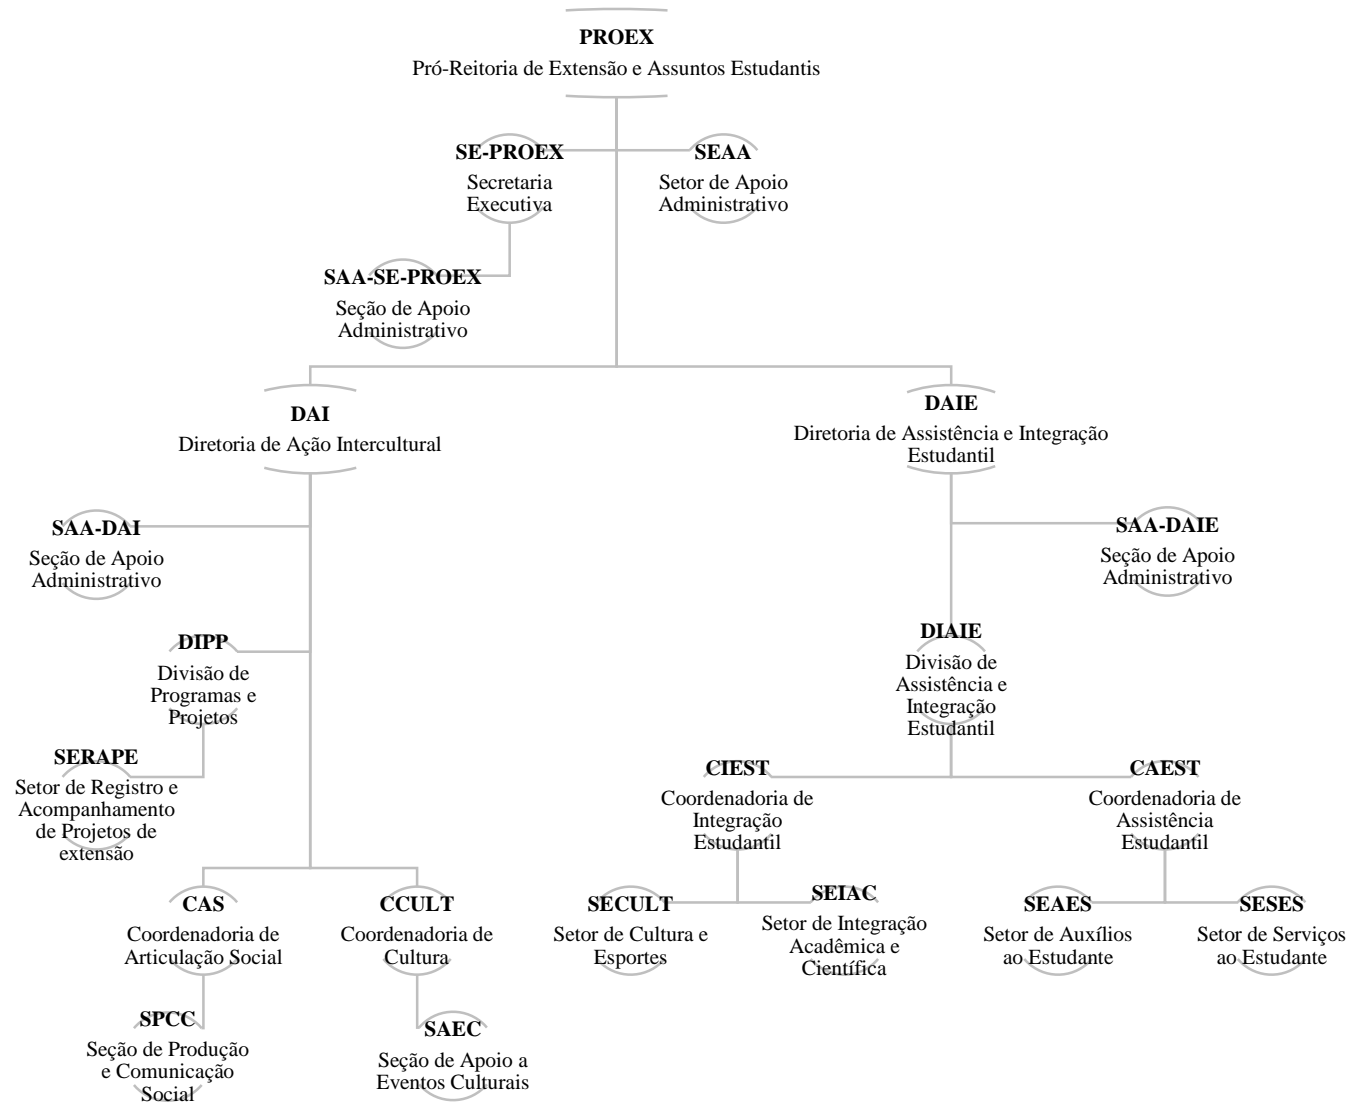 PROEX
Pró-Reitoria de Extensão e Assuntos Estudantis
SE-PROEX
Secretaria
Executiva
SEAA
Setor de Apoio
Administrativo
SAA-SE-PROEX
Seção de Apoio
Administrativo
DAI
Diretoria de Ação Intercultural
DAIE
Diretoria de Assistência e Integração
Estudantil
SAA-DAI
Seção de Apoio
Administrativo
SAA-DAIE
Seção de Apoio
Administrativo
DIPP
Divisão de
Programas e
Projetos
DIAIE
Divisão de
Assistência e
Integração
Estudantil
SERAPE
Setor de Registro e
Acompanhamento
de Projetos de
extensão
CIEST
Coordenadoria de
Integração
Estudantil
CAEST
Coordenadoria de
Assistência
Estudantil
CAS
Coordenadoria de
Articulação Social
CCULT
Coordenadoria de
Cultura
SECULT
Setor de Cultura e
Esportes
SEIAC
Setor de Integração
Acadêmica e
Científica
SEAES
Setor de Auxílios
ao Estudante
SESES
Setor de Serviços
ao Estudante
SPCC
Seção de Produção
e Comunicação
Social
SAEC
Seção de Apoio a
Eventos Culturais